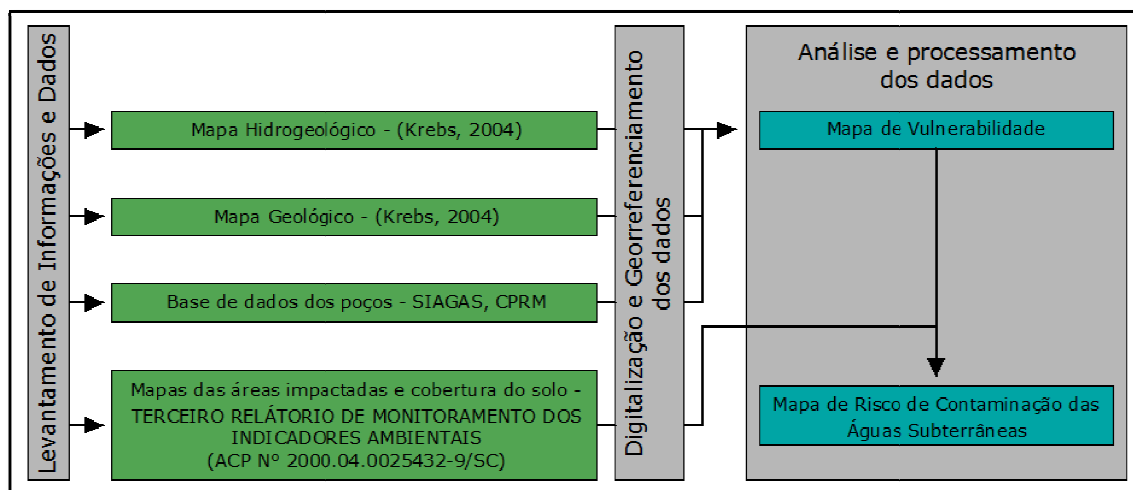 Levantamento de Informações e Dados
Mapa Hidrogeológico - (Krebs, 2004)
Mapa Geológico - (Krebs, 2004)
Base de dados dos poços - SIAGAS, CPRM
Mapas das áreas impactadas e cobertura do solo -
TERCEIRO RELÁTORIO DE MONITORAMENTO DOS
INDICADORES AMBIENTAIS
(ACP Nº 2000.04.0025432-9/SC)
Digitalização e Georreferenciamento
dos dados
Análise e processamento
dos dados
Mapa de Vulnerabilidade
Mapa de Risco de Contaminação das
Águas Subterrâneas